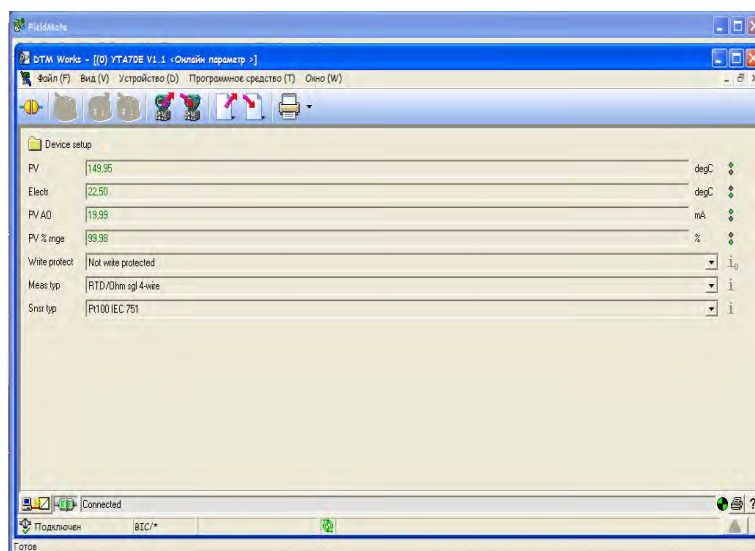 FieldMate
DTM Works - [(0) YTA70E V1.1 <Онлайн параметр >]
Файл (F) Вид (V) Устройство (D) Программное средство (T) Окно (W)
Device setup
PV 149,95 degC
Electr 22,50 degC
PV AO 19,99 mA
PV % rnge 99,98 %
Write protect Not write protected
Meas typ RTD/Ohm sgl 4-wire
Snsr typ Pt100 IEC 751
Connected
Подключен BIC/*
Готов